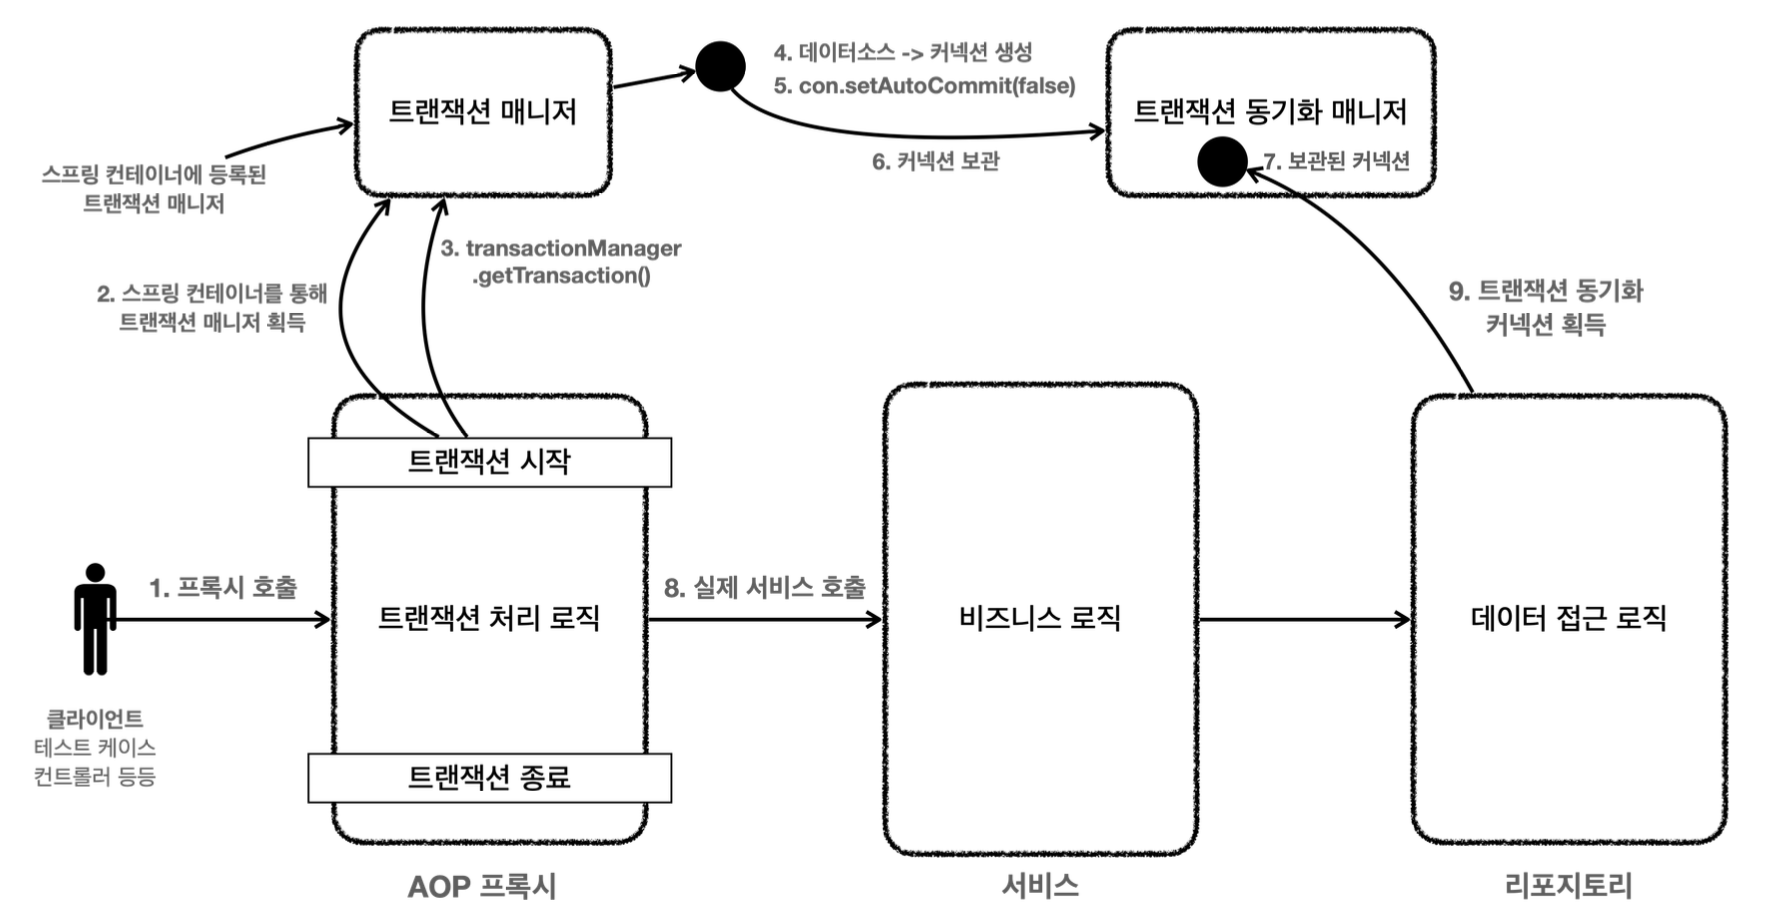 트랜잭션 매니저
4. 데이터소스 -> 커넥션 생성
5. con.setAutoCommit(false)
트랜잭션 동기화 매니저
6. 커넥션 보관
7. 보관된 커넥션
스프링 컨테이너에 등록된
트랜잭션 매니저
3. transactionManager
.getTransaction()
2. 스프링 컨테이너를 통해
트랜잭션 매니저 획득
9. 트랜잭션 동기화
커넥션 획득
트랜잭션 시작
1. 프록시 호출
트랜잭션 처리 로직
8. 실제 서비스 호출
비즈니스 로직
데이터 접근 로직
클라이언트
테스트 케이스
컨트롤러 등등
트랜잭션 종료
AOP 프록시
서비스
리포지토리